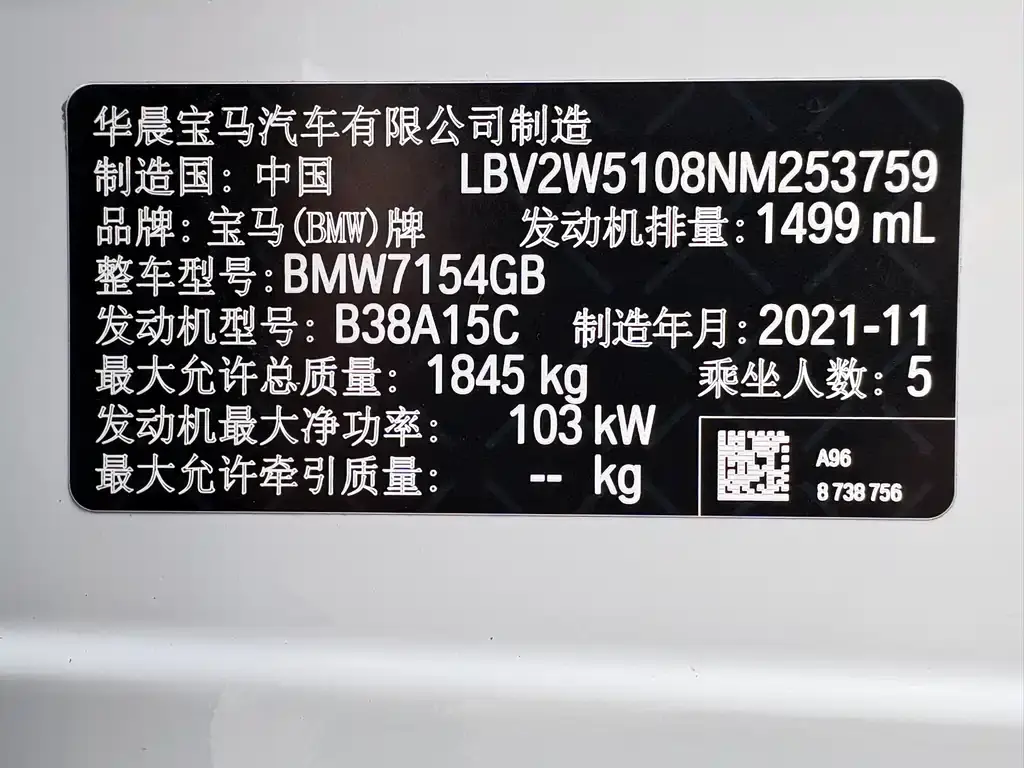 华晨宝马汽车有限公司制造
制造国：中国 LBV2W5108NM253759
品牌：宝马(BMW)牌 发动机排量：1499 mL
整车型号：BMW7154GB
发动机型号：B38A15C 制造年月：2021-11
最大允许总质量：1845 kg 乘坐人数：5
发动机最大净功率：103 kW
最大允许牵引质量：-- kg
A96
8 738 756